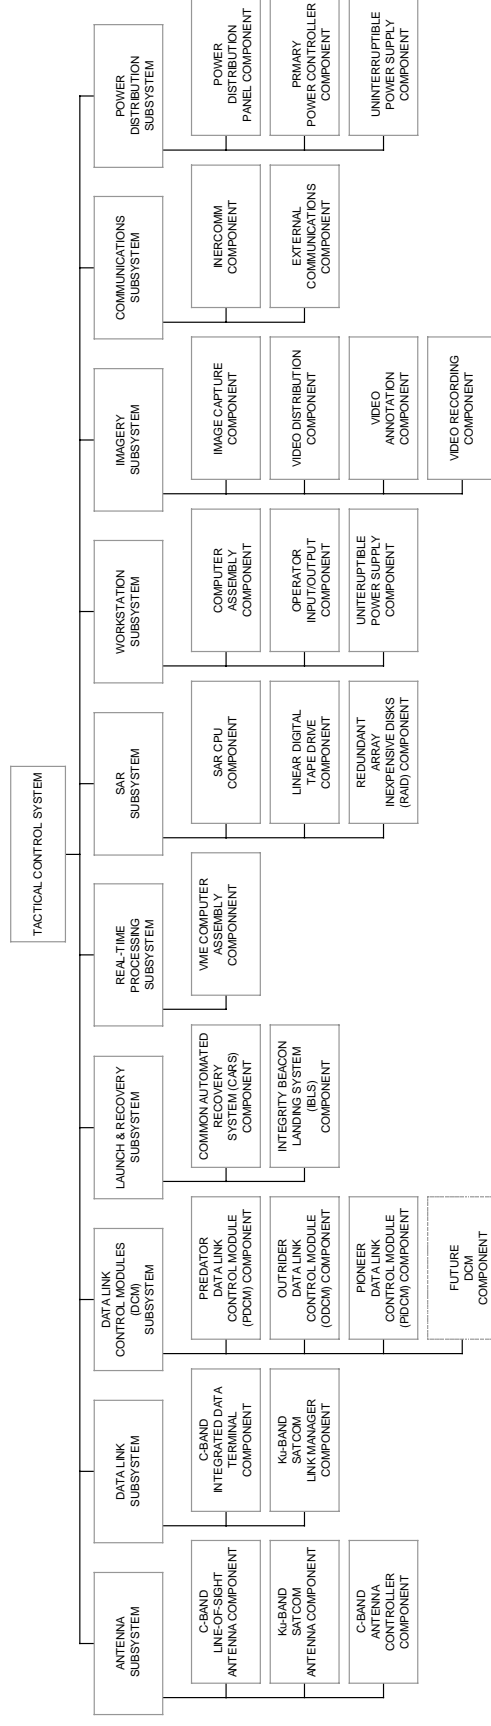 TACTICAL CONTROL SYSTEM
ANTENNA
SUBSYSTEM
C-BAND
LINE-OF-SIGHT
ANTENNA COMPONENT
Ku-BAND
SATCOM
ANTENNA COMPONENT
C-BAND
ANTENNA
CONTROLLER
COMPONENT
DATA LINK
SUBSYSTEM
C-BAND
INTEGRATED DATA
TERMINAL
COMPONENT
Ku-BAND
SATCOM
LINK MANAGER
COMPONENT
DATA LINK
CONTROL MODULES
(DCM)
SUBSYSTEM
PREDATOR
DATA LINK
CONTROL MODULE
(PDCM) COMPONENT
OUTRIDER
DATA LINK
CONTROL MODULE
(ODCM) COMPONENT
PIONEER
DATA LINK
CONTROL MODULE
(PiDCM) COMPONENT
FUTURE
DCM
COMPONENT
LAUNCH & RECOVERY
SUBSYSTEM
COMMON AUTOMATED
RECOVERY
SYSTEM (CARS)
COMPONENT
INTEGRITY BEACON
LANDING SYSTEM
(IBLS)
COMPONENT
REAL-TIME
PROCESSING
SUBSYSTEM
VME COMPUTER
ASSEMBLY
COMPONNENT
SAR
SUBSYSTEM
SAR CPU
COMPONENT
LINEAR DIGITAL
TAPE DRIVE
COMPONENT
REDUNDANT
ARRAY
INEXPENSIVE DISKS
(RAID) COMPONENT
WORKSTATION
SUBSYSTEM
COMPUTER
ASSEMBLY
COMPONENT
OPERATOR
INPUT/OUTPUT
COMPONENT
UNITERUPTIBLE
POWER SUPPLY
COMPONENT
IMAGERY
SUBSYSTEM
IMAGE CAPTURE
COMPONENT
VIDEO DISTRIBUTION
COMPONENT
VIDEO
ANNOTATION
COMPONENT
VIDEO RECORDING
COMPONENT
COMMUNICATIONS
SUBSYSTEM
INERCOMM
COMPONENT
EXTERNAL
COMMUNICATIONS
COMPONENT
POWER
DISTRIBUTION
SUBSYSTEM
POWER
DISTRIBUTION
PANEL COMPONENT
PRMARY
POWER CONTROLLER
COMPONENT
UNINTERRUPTIBLE
POWER SUPPLY
COMPONENT